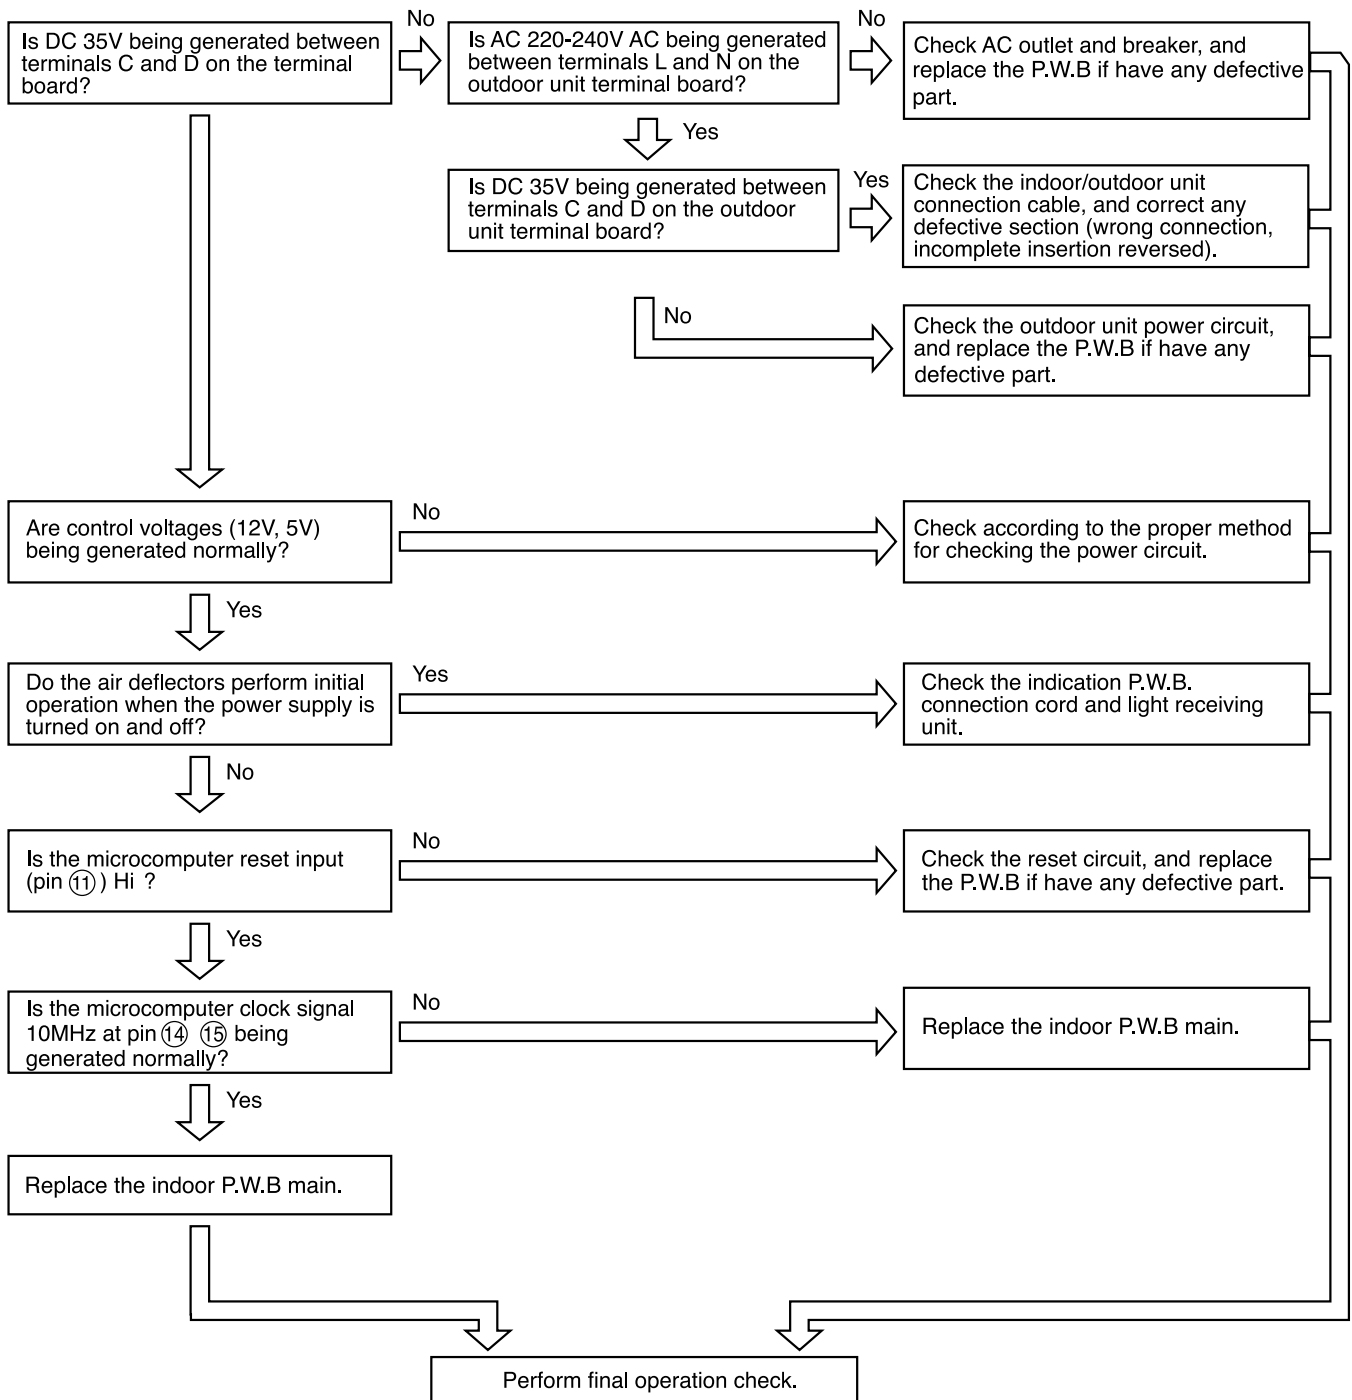 Is DC 35V being generated between
terminals C and D on the terminal
board?
No
Is AC 220-240V AC being generated
between terminals L and N on the
outdoor unit terminal board?
No
Check AC outlet and breaker, and
replace the P.W.B if have any defective
part.
Yes
Is DC 35V being generated between
terminals C and D on the outdoor
unit terminal board?
Yes
Check the indoor/outdoor unit
connection cable, and correct any
defective section (wrong connection,
incomplete insertion reversed).
No
Check the outdoor unit power circuit,
and replace the P.W.B if have any
defective part.
Are control voltages (12V, 5V)
being generated normally?
No
Check according to the proper method
for checking the power circuit.
Yes
Do the air deflectors perform initial
operation when the power supply is
turned on and off?
Yes
Check the indication P.W.B.
connection cord and light receiving
unit.
No
Is the microcomputer reset input
(pin ⑪) Hi ?
No
Check the reset circuit, and replace
the P.W.B if have any defective part.
Yes
Is the microcomputer clock signal
10MHz at pin ⑭ ⑮ being
generated normally?
No
Replace the indoor P.W.B main.
Yes
Replace the indoor P.W.B main.
Perform final operation check.